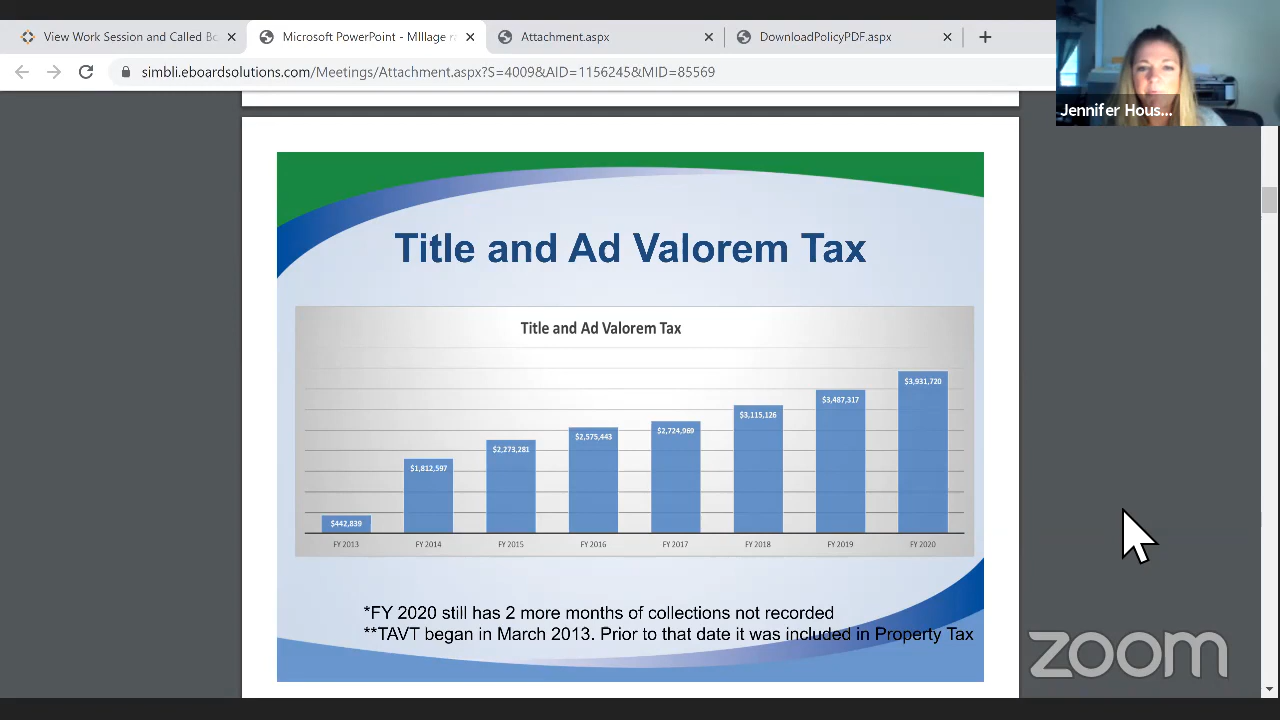 View Work Session and Called Bo
Microsoft PowerPoint - MIllage ra
Attachment.aspx
DownloadPolicyPDF.aspx
simbli.eboardsolutions.com/Meetings/Attachment.aspx?S=4009&AID=1156245&MID=85569
Jennifer Hous...
Title and Ad Valorem Tax
Title and Ad Valorem Tax
$442,839
$1,812,597
$2,273,281
$2,575,443
$2,724,969
$3,115,126
$3,487,317
$3,931,720
FY 2013 FY 2014 FY 2015 FY 2016 FY 2017 FY 2018 FY 2019 FY 2020
*FY 2020 still has 2 more months of collections not recorded
**TAVT began in March 2013. Prior to that date it was included in Property Tax
zoom